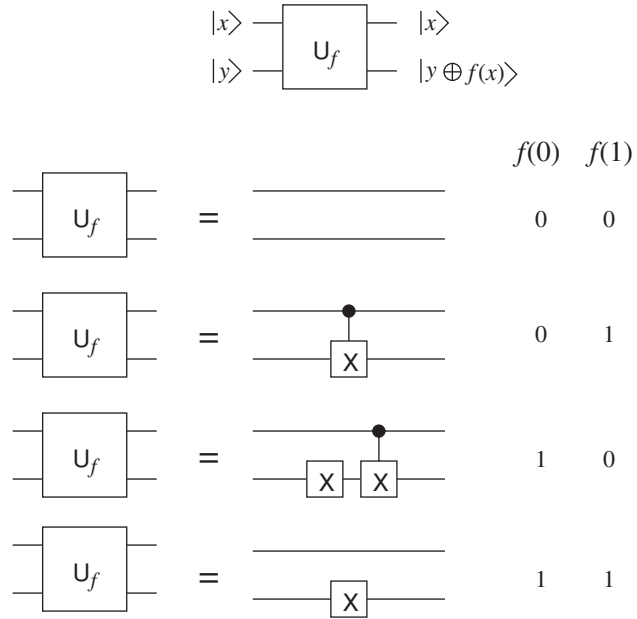 |x⟩ U_f |x⟩
|y⟩ |y ⊕ f(x)⟩
f(0) f(1)
U_f = 0 0
U_f = X 0 1
U_f = X X 1 0
U_f = X 1 1